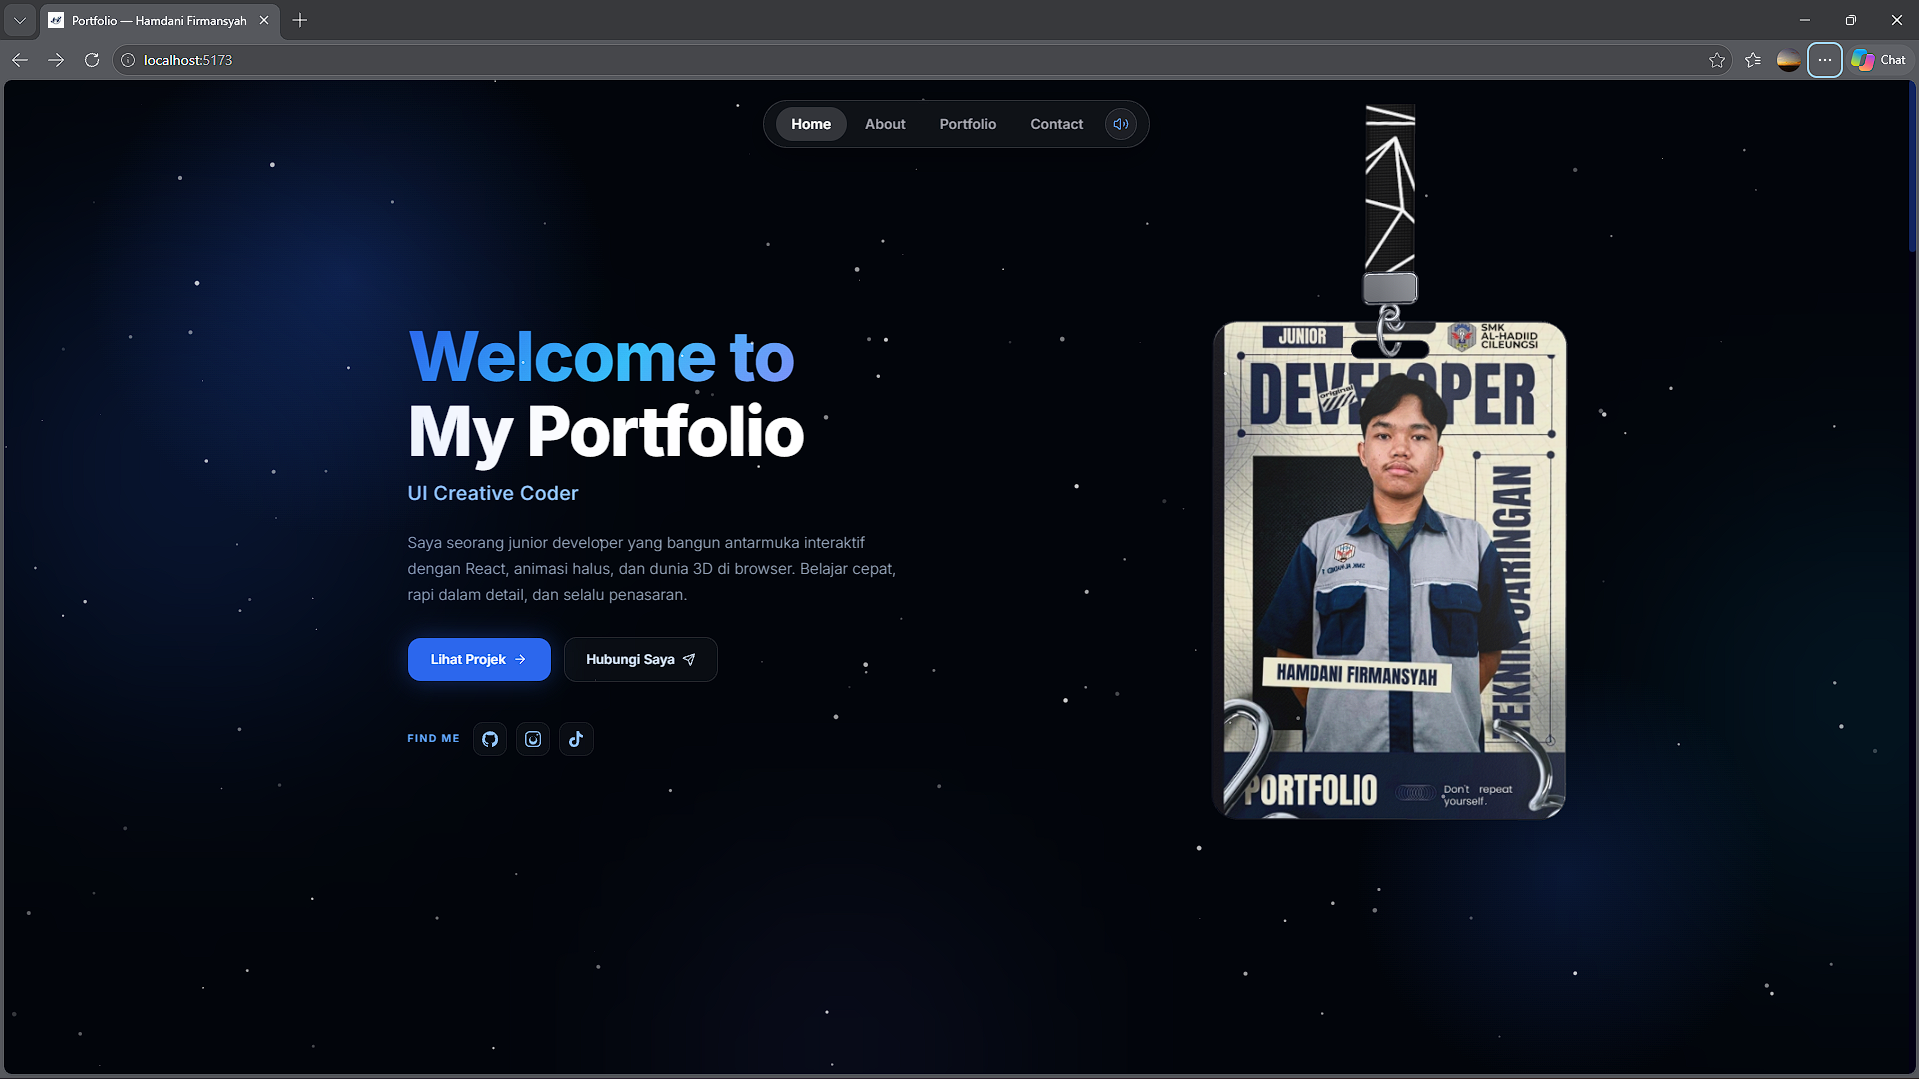 Portfolio — Hamdani Firmansyah
localhost:5173
Chat
Home
About
Portfolio
Contact
Welcome to
My Portfolio
UI Creative Coder
Saya seorang junior developer yang bangun antarmuka interaktif
dengan React, animasi halus, dan dunia 3D di browser. Belajar cepat,
rapi dalam detail, dan selalu penasaran.
Lihat Projek
Hubungi Saya
FIND ME
JUNIOR
SMK
AL-HADIID
CILEUNGSI
DEVELOPER
original
TEKNIK JARINGAN
HAMDANI FIRMANSYAH
PORTFOLIO
Don't repeat
yourself.